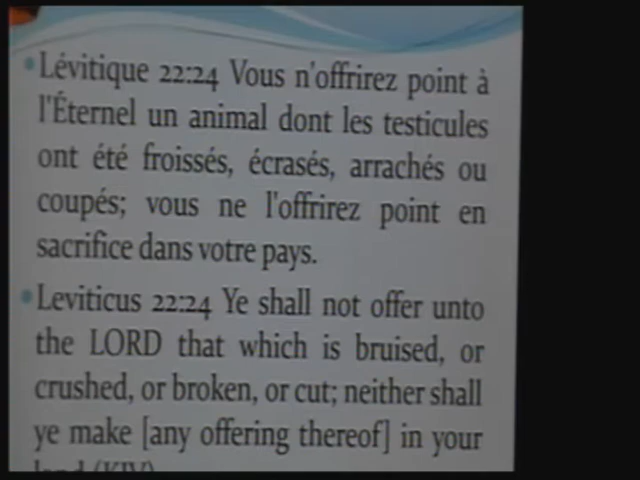 • Lévitique 22:24 Vous n'offrirez point à
l'Éternel un animal dont les testicules
ont été froissés, écrasés, arrachés ou
coupés; vous ne l'offrirez point en
sacrifice dans votre pays.
• Leviticus 22:24 Ye shall not offer unto
the LORD that which is bruised, or
crushed, or broken, or cut; neither shall
ye make [any offering thereof] in your
land (KJV)